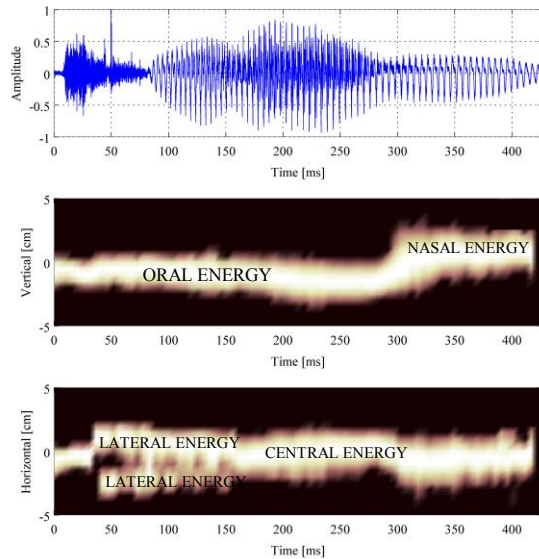 1
0.5
0
-0.5
-1
Amplitude
0 50 100 150 200 250 300 350 400
Time [ms]
5
0
-5
Vertical [cm]
ORAL ENERGY
NASAL ENERGY
0 50 100 150 200 250 300 350 400
Time [ms]
5
0
-5
Horizontal [cm]
LATERAL ENERGY
CENTRAL ENERGY
LATERAL ENERGY
0 50 100 150 200 250 300 350 400
Time [ms]